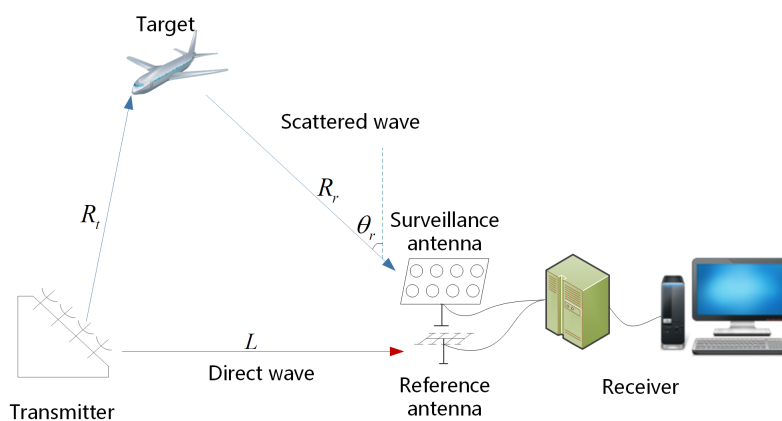 Target
Scattered wave
R_r
R_t
θ_r
Surveillance
antenna
L
Direct wave
Reference
antenna
Receiver
Transmitter